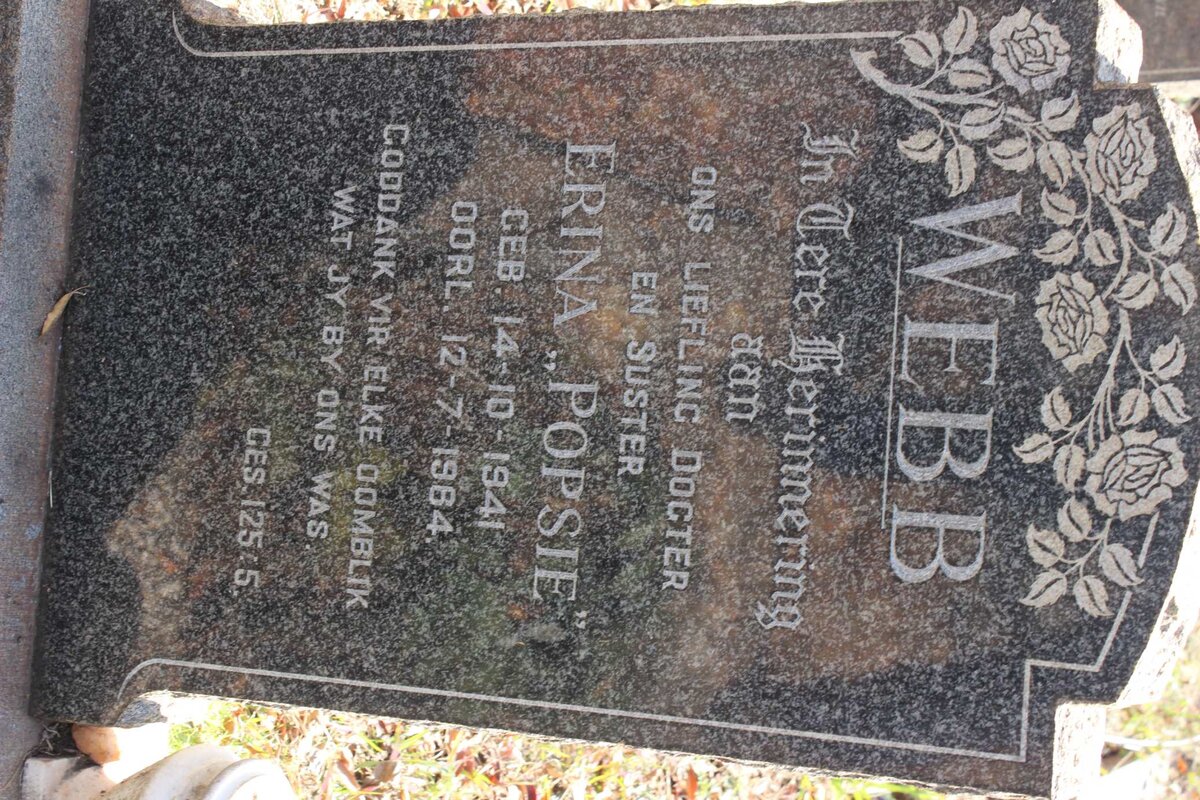 WEBB
In Tere Herinnering
aan
ONS LIEFLING DOGTER
EN SUSTER
ERINA „POPSIE”
GEB. 14-10-1941
OORL. 12-7-1984.
GODDANK VIR ELKE OOMBLIK
WAT JY BY ONS WAS.
GES. 125:5.